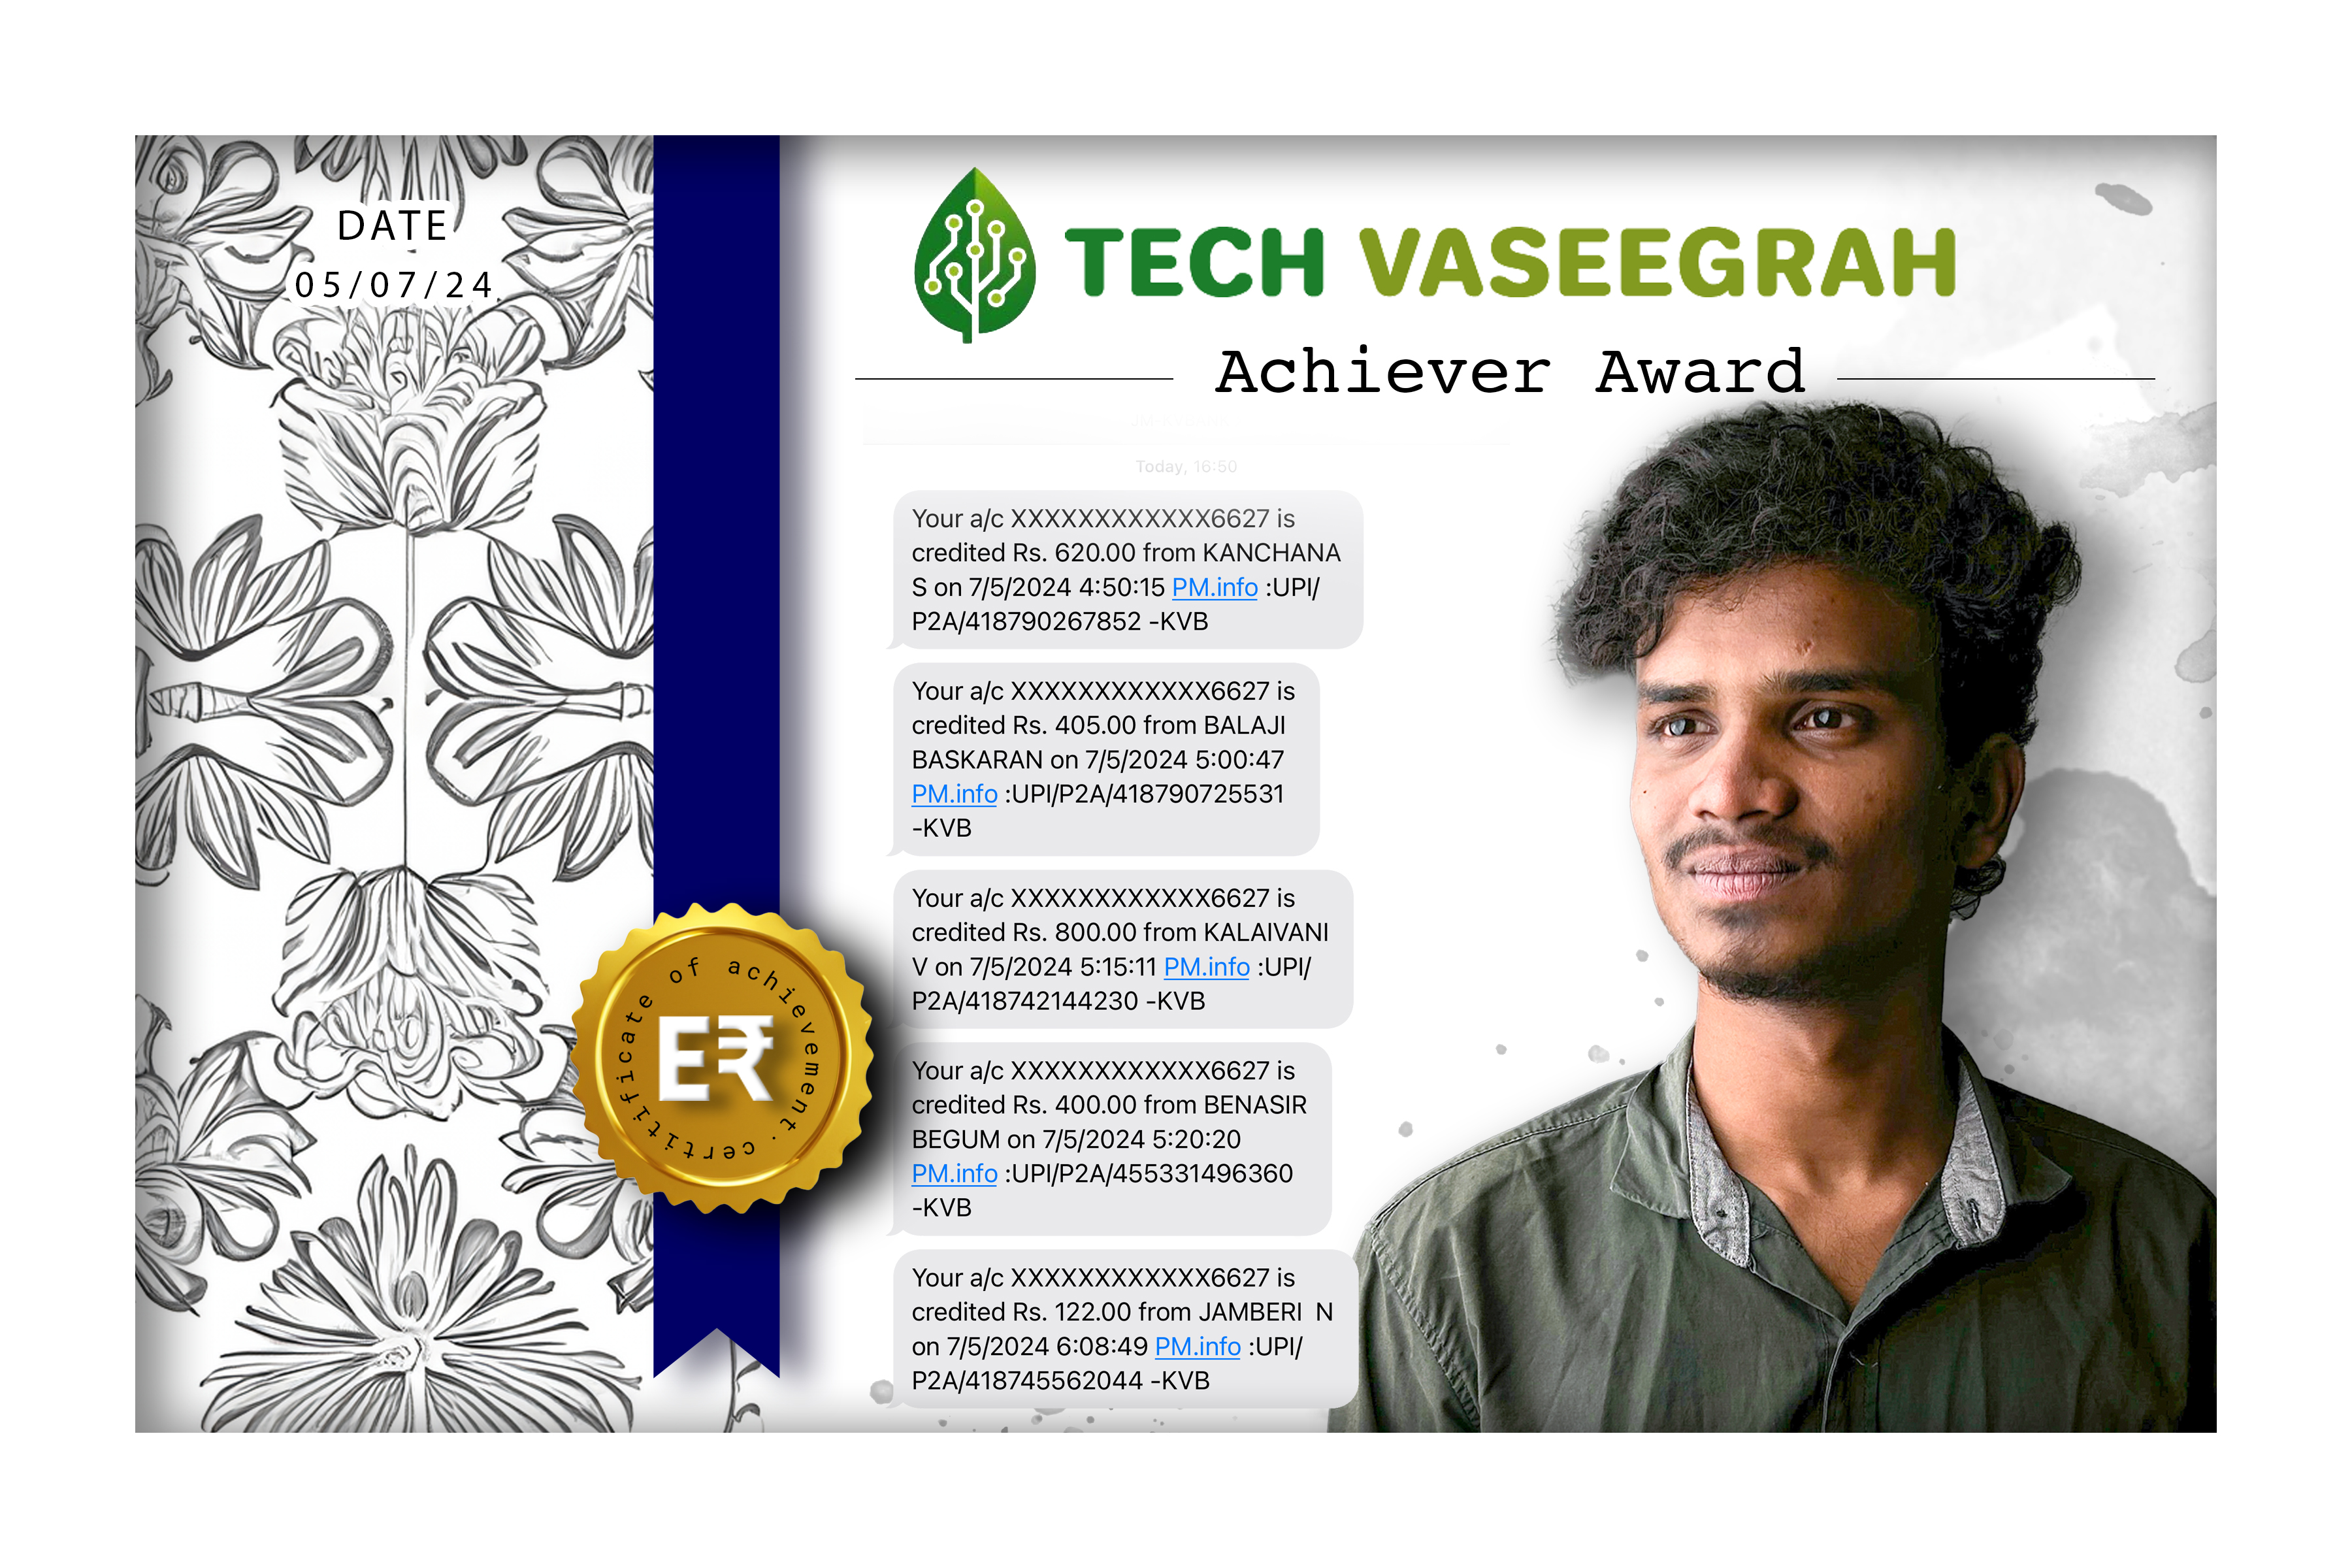 DATE
05/07/24
TECH VASEEGRAH
Achiever Award
Today, 16:50
Your a/c XXXXXXXXXXXX6627 is
credited Rs. 620.00 from KANCHANA
S on 7/5/2024 4:50:15 PM.info :UPI/
P2A/418790267852 -KVB
Your a/c XXXXXXXXXXXX6627 is
credited Rs. 405.00 from BALAJI
BASKARAN on 7/5/2024 5:00:47
PM.info :UPI/P2A/418790725531
-KVB
Your a/c XXXXXXXXXXXX6627 is
credited Rs. 800.00 from KALAIVANI
V on 7/5/2024 5:15:11 PM.info :UPI/
P2A/418742144230 -KVB
Your a/c XXXXXXXXXXXX6627 is
credited Rs. 400.00 from BENASIR
BEGUM on 7/5/2024 5:20:20
PM.info :UPI/P2A/455331496360
-KVB
Your a/c XXXXXXXXXXXX6627 is
credited Rs. 122.00 from JAMBERI  N
on 7/5/2024 6:08:49 PM.info :UPI/
P2A/418745562044 -KVB
certificate of achievement.
E₹